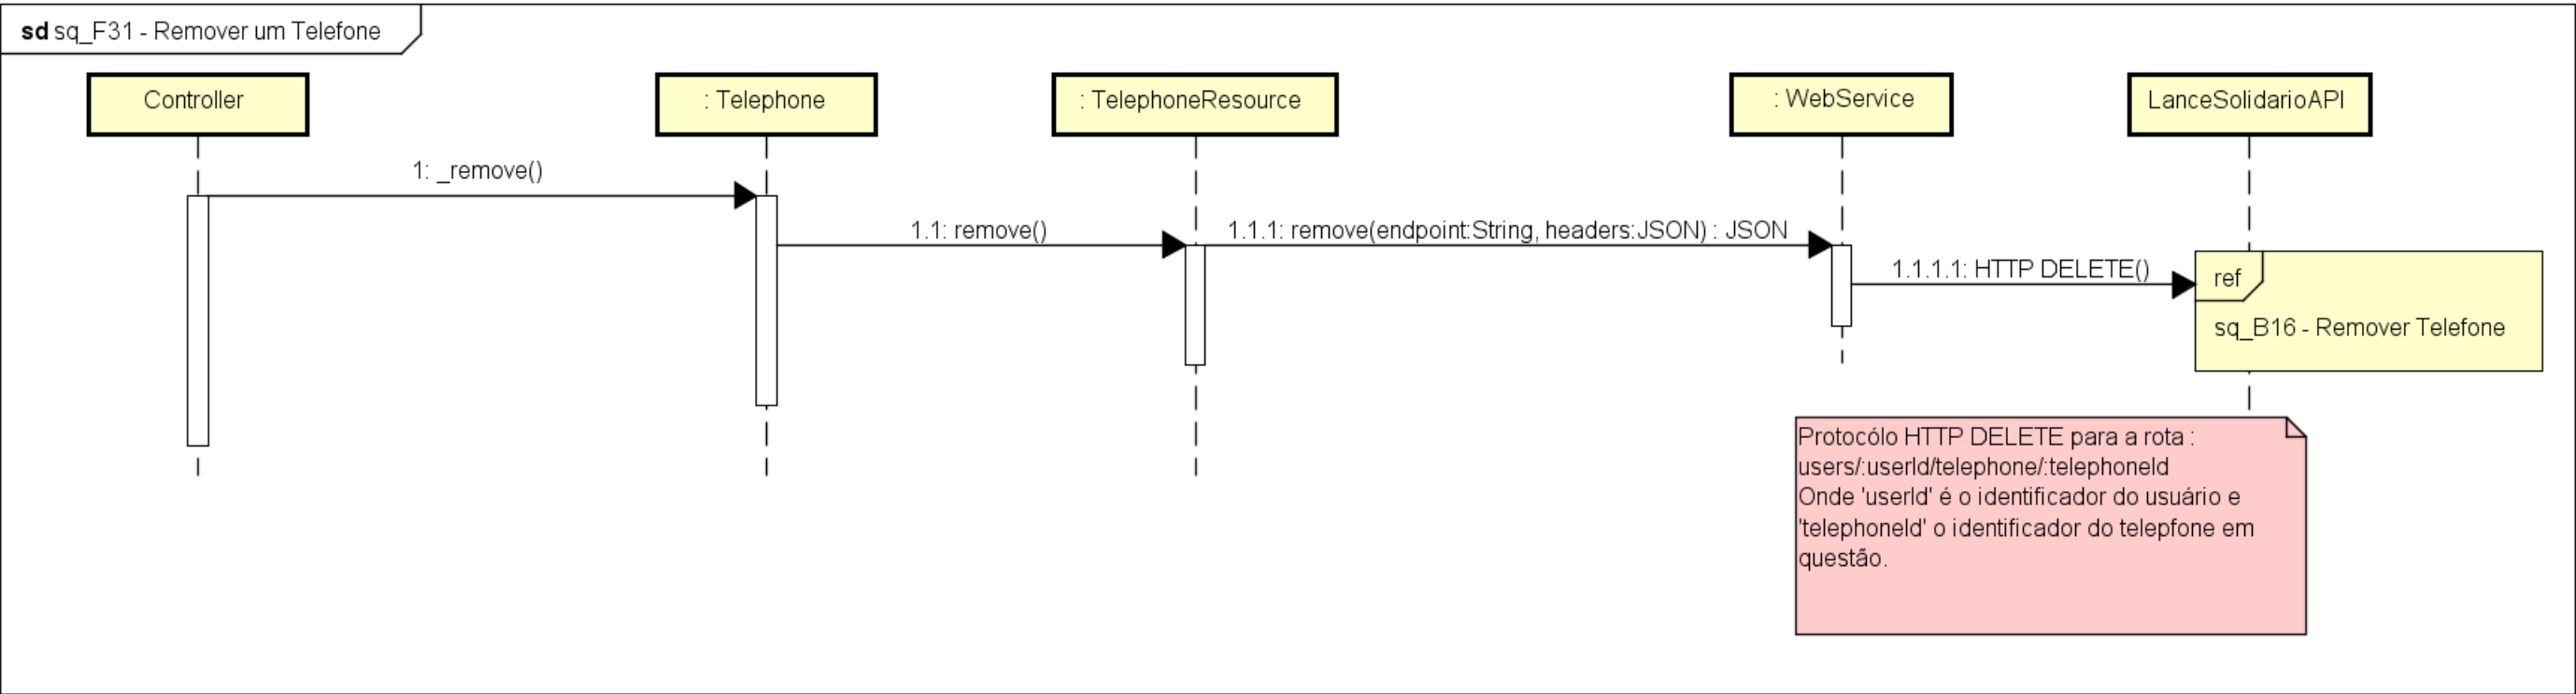 sd sq_F31 - Remover um Telefone
Controller
: Telephone
: TelephoneResource
: WebService
LanceSolidarioAPI
1: _remove()
1.1: remove()
1.1.1: remove(endpoint:String, headers:JSON) : JSON
1.1.1.1: HTTP DELETE()
ref
sq_B16 - Remover Telefone
Protocólo HTTP DELETE para a rota :
users/:userId/telephone/:telephoneId
Onde 'userId' é o identificador do usuário e
'telephoneId' o identificador do telepfone em
questão.